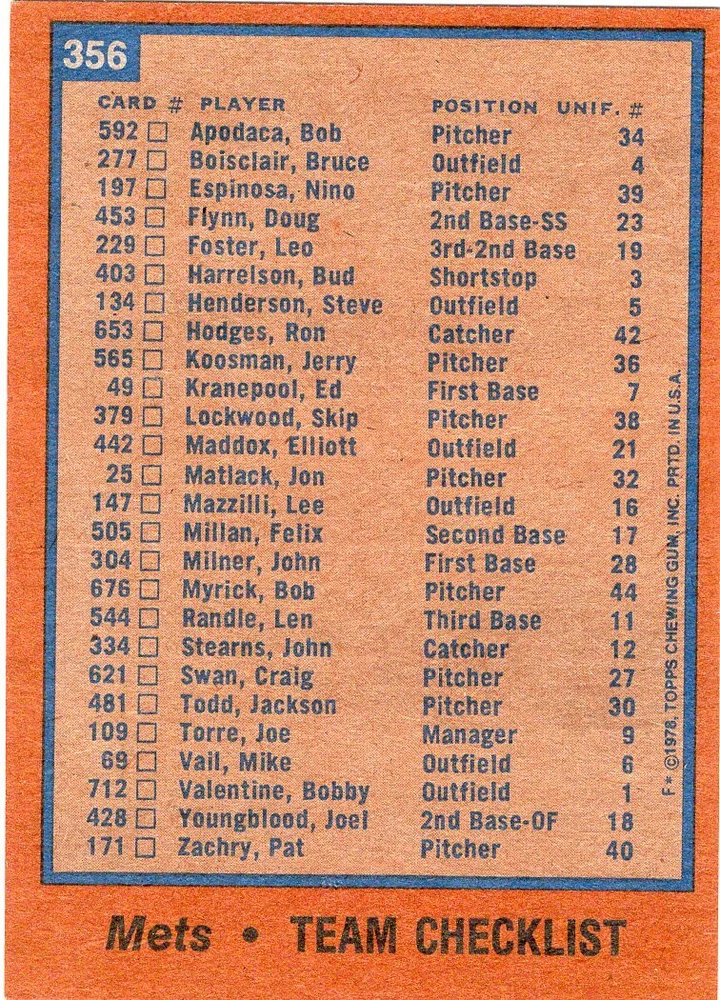 356
CARD # PLAYER POSITION UNIF. #
592 Apodaca, Bob Pitcher 34
277 Boisclair, Bruce Outfield 4
197 Espinosa, Nino Pitcher 39
453 Flynn, Doug 2nd Base-SS 23
229 Foster, Leo 3rd-2nd Base 19
403 Harrelson, Bud Shortstop 3
134 Henderson, Steve Outfield 5
653 Hodges, Ron Catcher 42
565 Koosman, Jerry Pitcher 36
49 Kranepool, Ed First Base 7
379 Lockwood, Skip Pitcher 38
442 Maddox, Elliott Outfield 21
25 Matlack, Jon Pitcher 32
147 Mazzilli, Lee Outfield 16
505 Millan, Felix Second Base 17
304 Milner, John First Base 28
676 Myrick, Bob Pitcher 44
544 Randle, Len Third Base 11
334 Stearns, John Catcher 12
621 Swan, Craig Pitcher 27
481 Todd, Jackson Pitcher 30
109 Torre, Joe Manager 9
69 Vail, Mike Outfield 6
712 Valentine, Bobby Outfield 1
428 Youngblood, Joel 2nd Base-OF 18
171 Zachry, Pat Pitcher 40
F* ©1978, TOPPS CHEWING GUM, INC. PRTD. IN U.S.A.
Mets • TEAM CHECKLIST